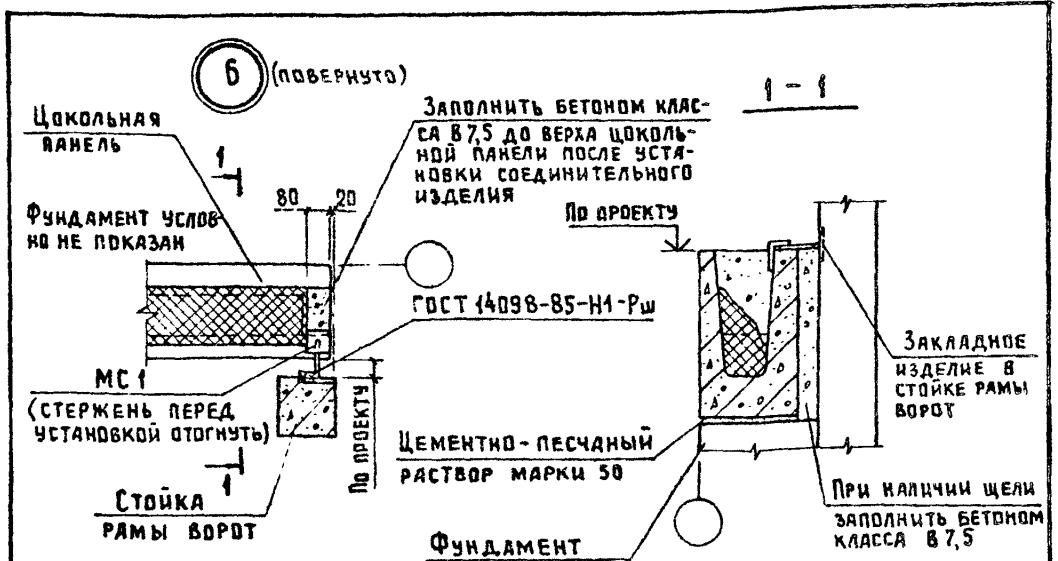 6 (повернуто)
1 - 1
Цокольная
панель
1
80 20
Заполнить бетоном клас-
са В 7,5 до верха цоколь-
ной панели после уста-
новки соединительного
изделия
Фундамент услов-
но не показан
По проекту
ГОСТ 14098-85-Н1-Рш
МС 1
(стержень перед
установкой отогнуть)
По проекту
1
Стойка
рамы ворот
Закладное
изделие в
стойке рамы
ворот
Цементно-песчаный
раствор марки 50
При наличии щели
заполнить бетоном
класса В 7,5
Фундамент